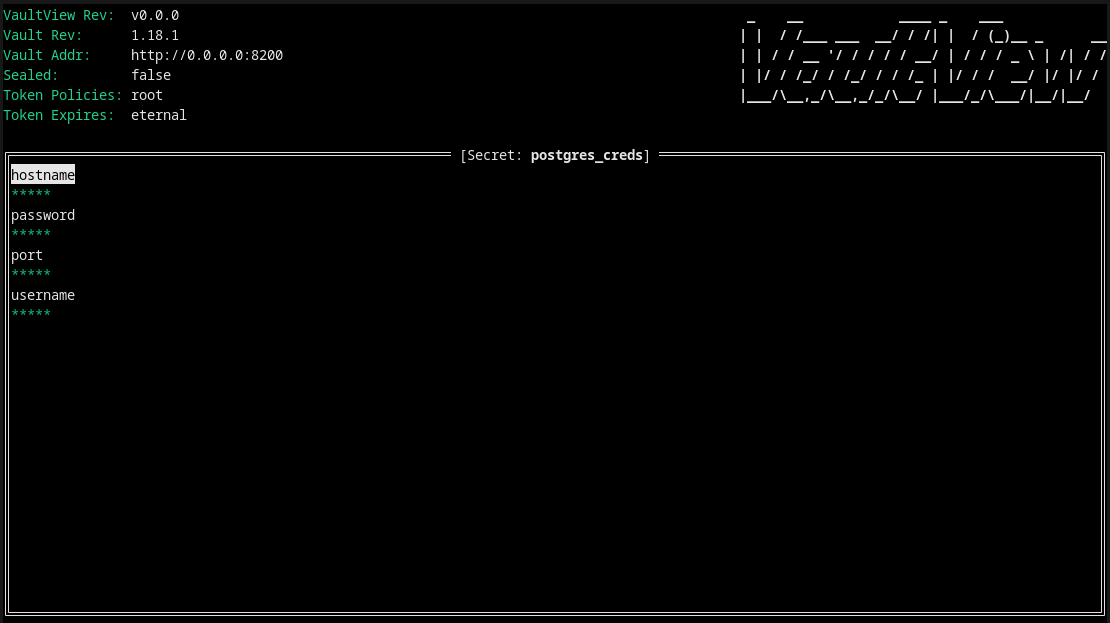 VaultView Rev: v0.0.0
Vault Rev: 1.18.1
Vault Addr: http://0.0.0.0:8200
Sealed: false
Token Policies: root
Token Expires: eternal
[Secret: postgres_creds]
hostname
*****
password
*****
port
*****
username
*****